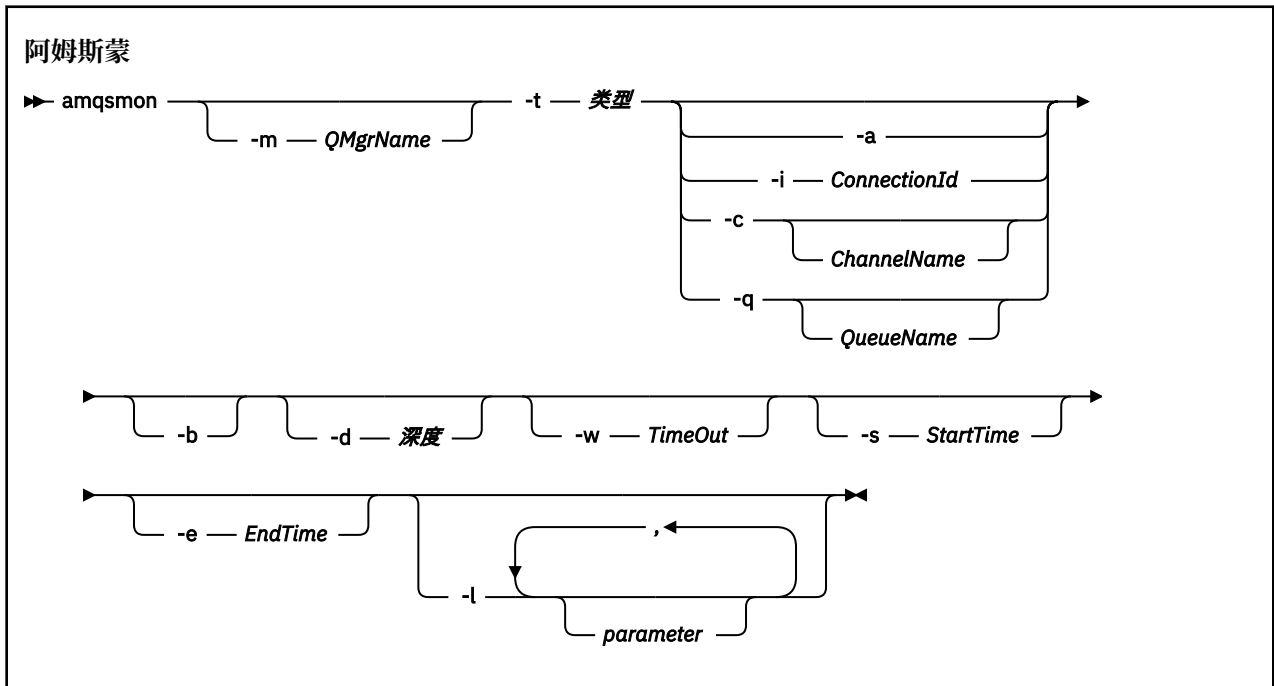 阿姆斯蒙
amqsmon -t 类型
-m QMgrName
-a
-i ConnectionId
-c
ChannelName
-q
QueueName
-b -d 深度 -w TimeOut -s StartTime
-e EndTime
,
-l
parameter